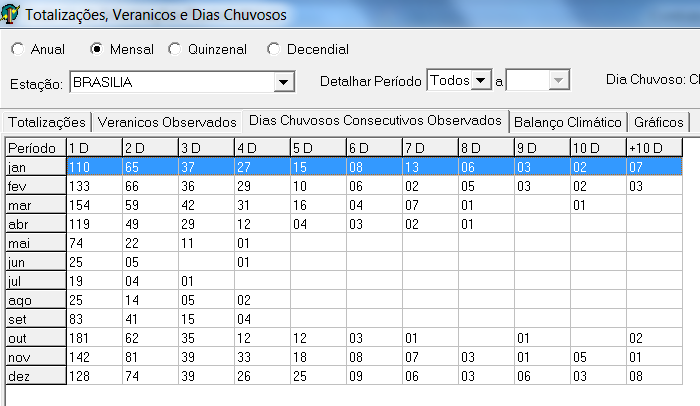 Totalizações, Veranicos e Dias Chuvosos
Anual Mensal Quinzenal Decendial
Estação: BRASILIA Detalhar Período Todos a Dia Chuvoso:
Totalizações Veranicos Observados Dias Chuvosos Consecutivos Observados Balanço Climático Gráficos
Período 1 D 2 D 3 D 4 D 5 D 6 D 7 D 8 D 9 D 10 D +10 D
jan 110 65 37 27 15 08 13 06 03 02 07
fev 133 66 36 29 10 06 02 05 03 02 03
mar 154 59 42 31 16 04 07 01 01
abr 119 49 29 12 04 03 02 01
mai 74 22 11 01
jun 25 05 01
jul 19 04 01
ago 25 14 05 02
set 83 41 15 04
out 181 62 35 12 12 03 01 01 02
nov 142 81 39 33 18 08 07 03 01 05 01
dez 128 74 39 26 25 09 06 03 06 03 08